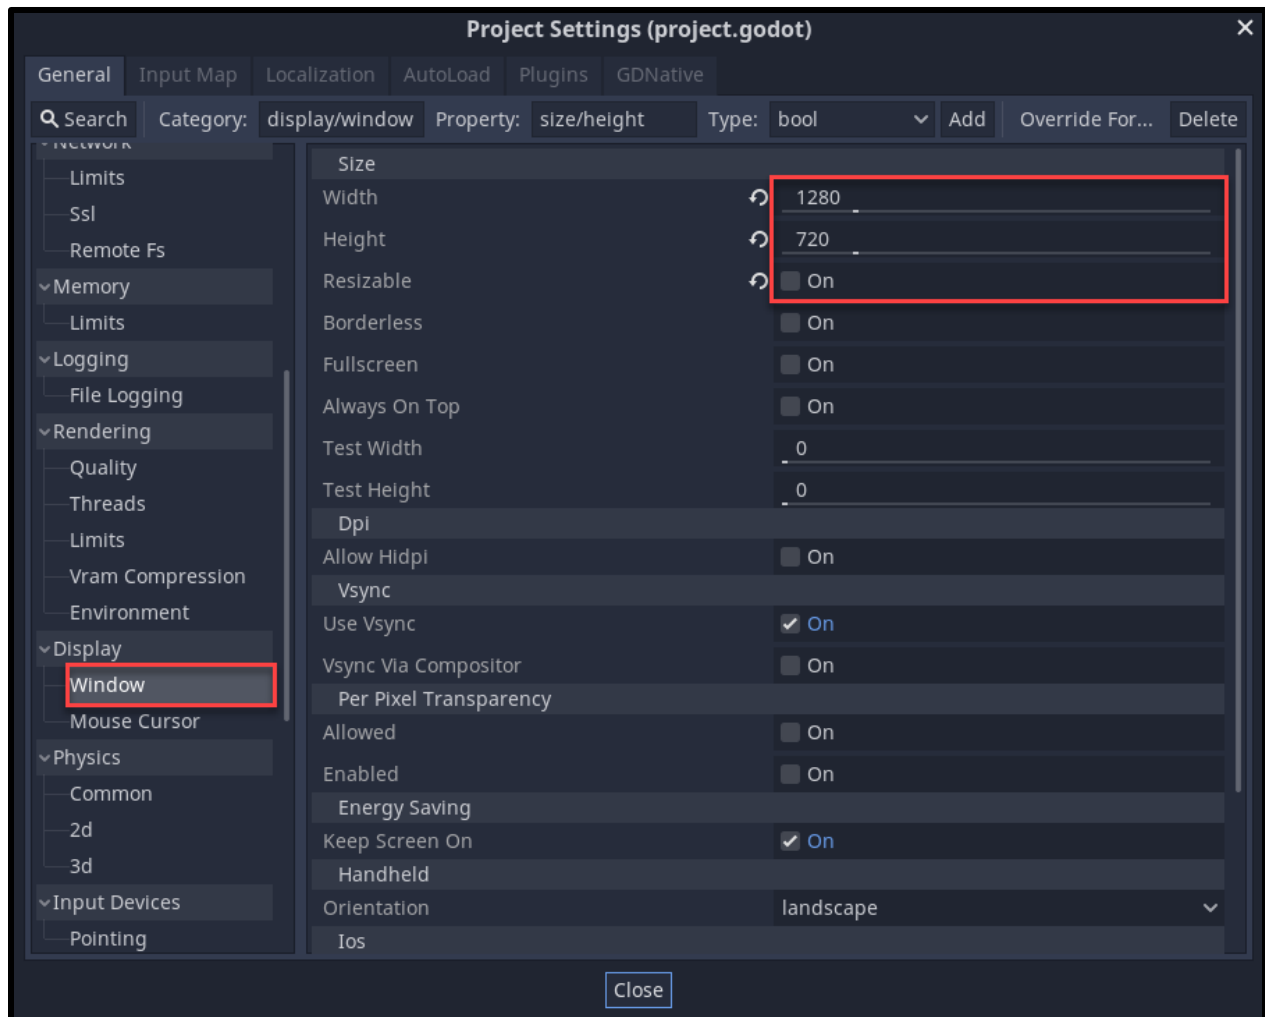 Project Settings (project.godot)
General Input Map Localization AutoLoad Plugins GDNative
Search Category: display/window Property: size/height Type: bool Add Override For... Delete
Network
Limits
Ssl
Remote Fs
Memory
Limits
Logging
File Logging
Rendering
Quality
Threads
Limits
Vram Compression
Environment
Display
Window
Mouse Cursor
Physics
Common
2d
3d
Input Devices
Pointing
Size
Width 1280
Height 720
Resizable On
Borderless On
Fullscreen On
Always On Top On
Test Width 0
Test Height 0
Dpi
Allow Hidpi On
Vsync
Use Vsync On
Vsync Via Compositor On
Per Pixel Transparency
Allowed On
Enabled On
Energy Saving
Keep Screen On On
Handheld
Orientation landscape
Ios
Close